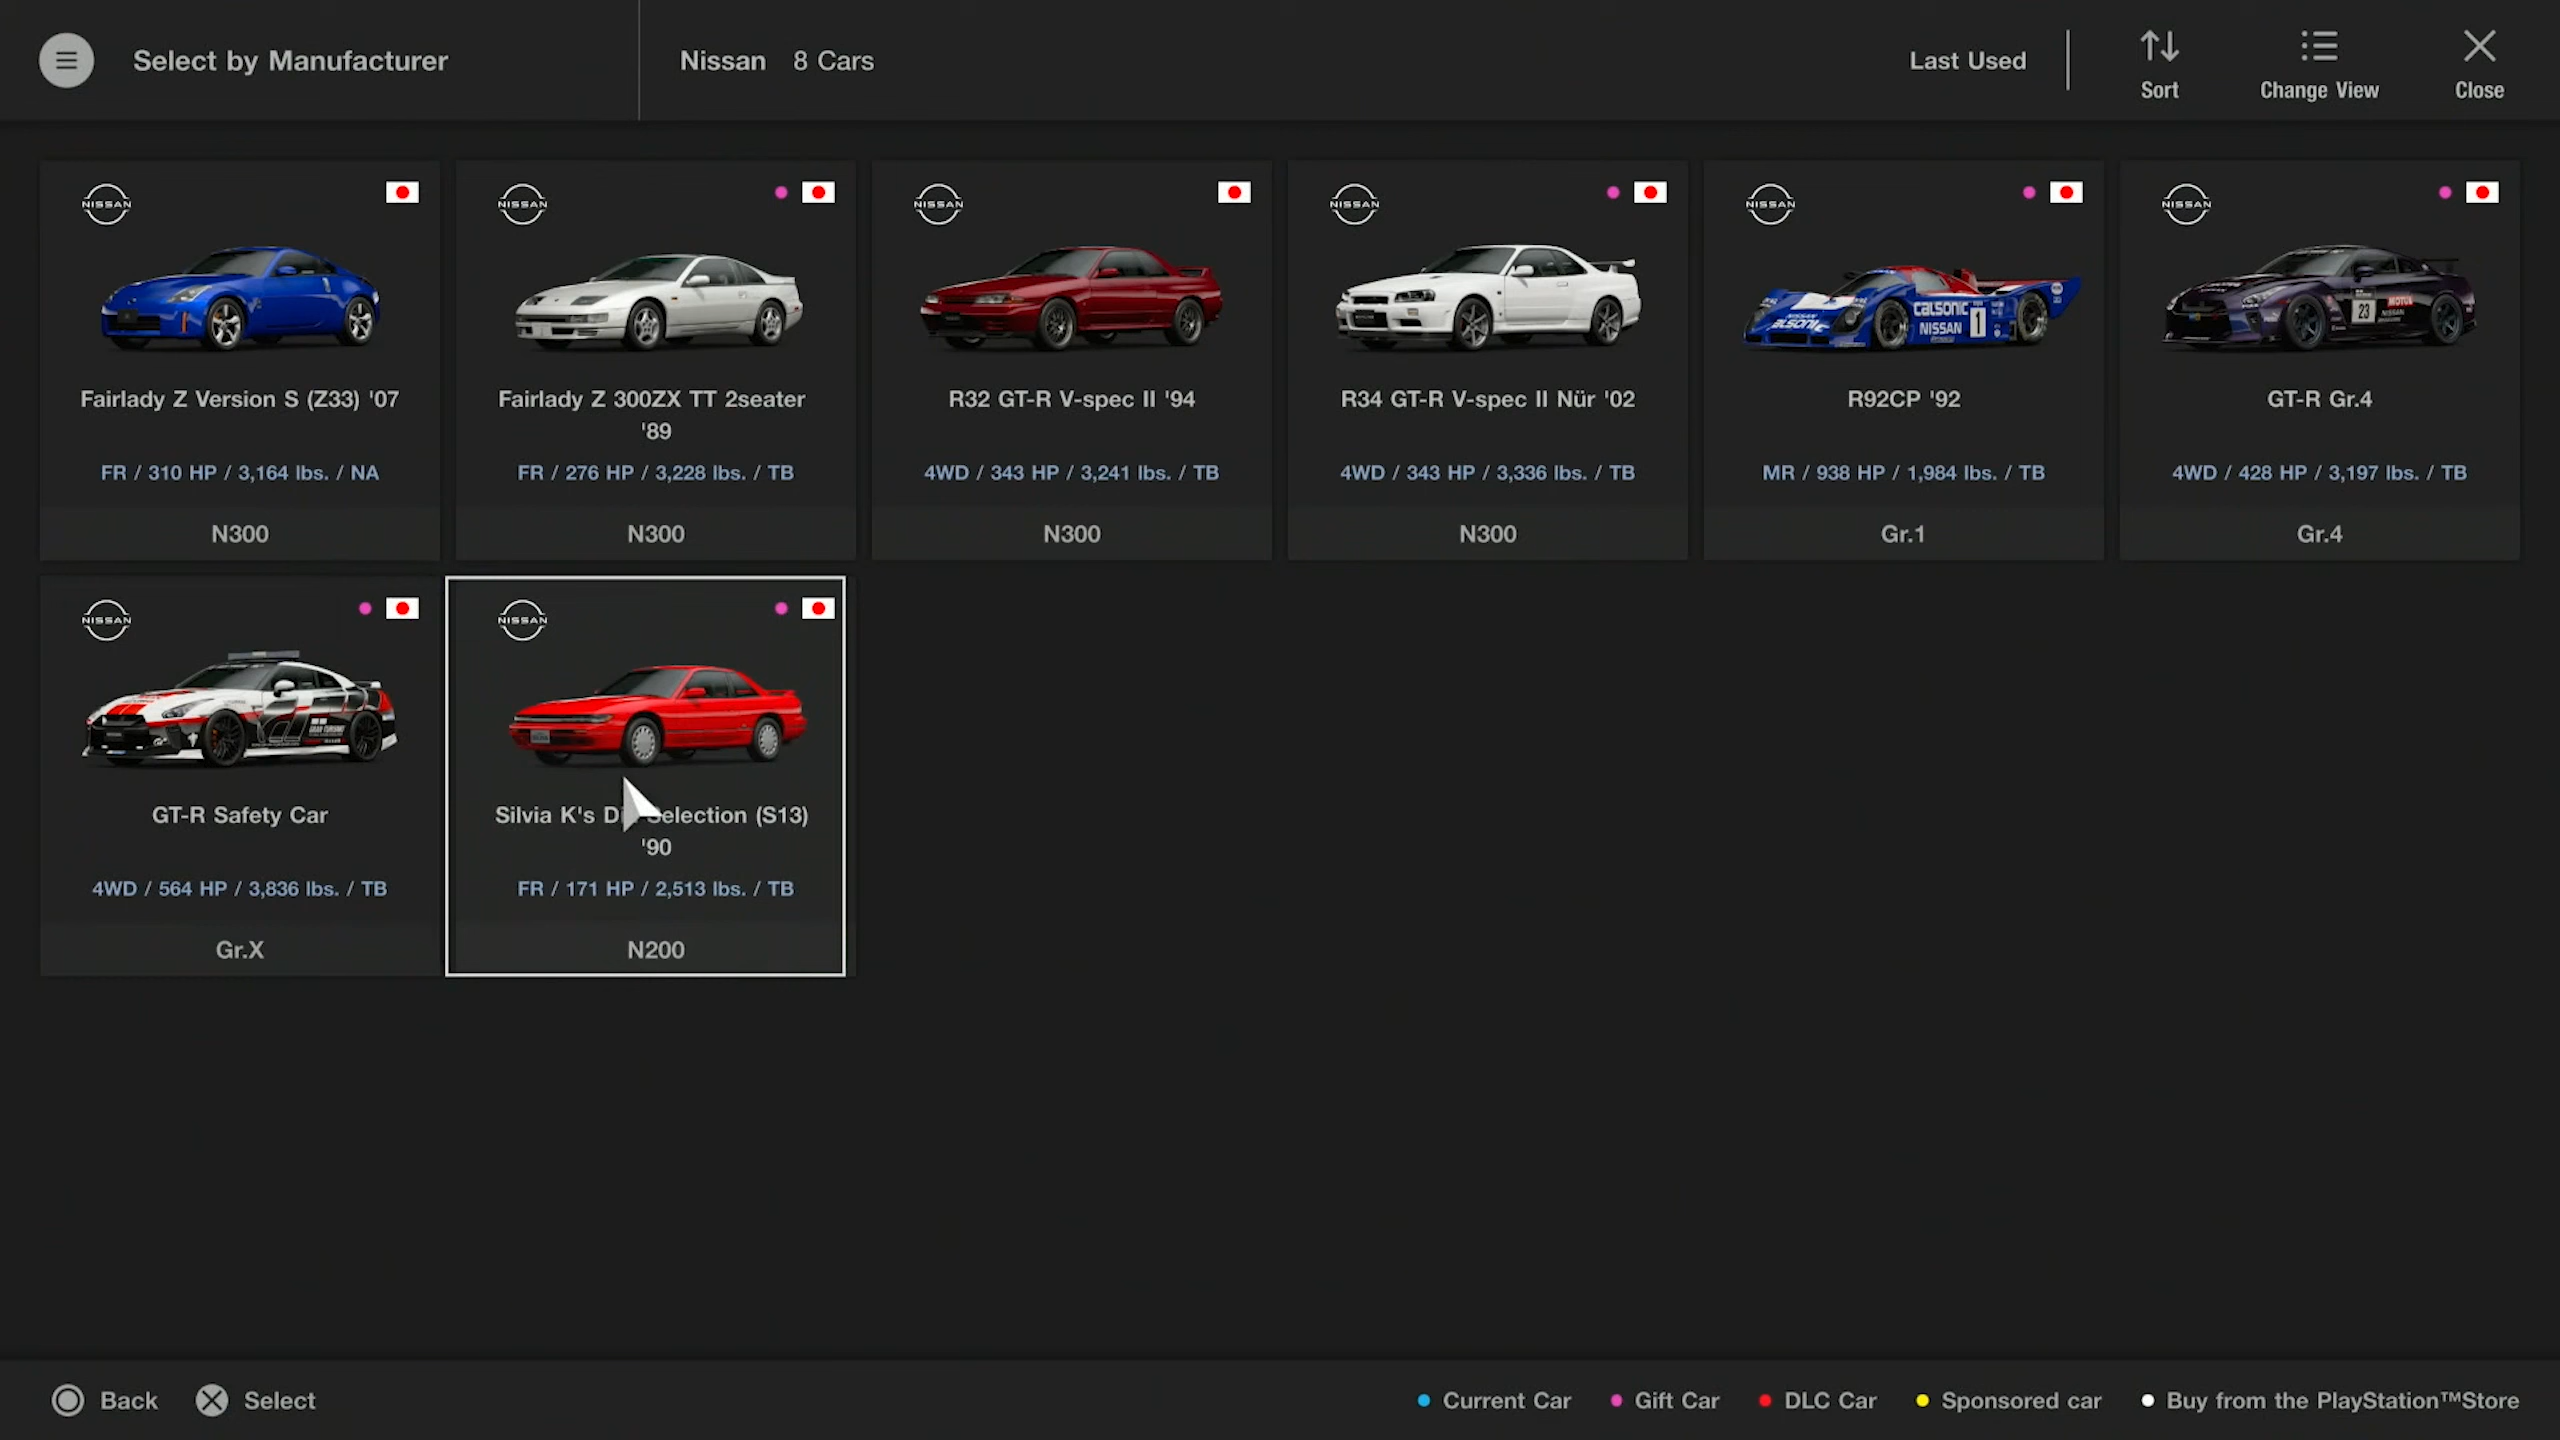 Select by Manufacturer
Nissan 8 Cars
Last Used
Sort
Change View
Close
NISSAN
NISSAN
NISSAN
NISSAN
NISSAN
NISSAN
calsonic
NISSAN 1
23
MOTUL
Fairlady Z Version S (Z33) '07
Fairlady Z 300ZX TT 2seater
'89
R32 GT-R V-spec II '94
R34 GT-R V-spec II Nür '02
R92CP '92
GT-R Gr.4
FR / 310 HP / 3,164 lbs. / NA
FR / 276 HP / 3,228 lbs. / TB
4WD / 343 HP / 3,241 lbs. / TB
4WD / 343 HP / 3,336 lbs. / TB
MR / 938 HP / 1,984 lbs. / TB
4WD / 428 HP / 3,197 lbs. / TB
N300
N300
N300
N300
Gr.1
Gr.4
NISSAN
NISSAN
GT-R Safety Car
Silvia K's Selection (S13)
'90
4WD / 564 HP / 3,836 lbs. / TB
FR / 171 HP / 2,513 lbs. / TB
Gr.X
N200
Back
Select
Current Car
Gift Car
DLC Car
Sponsored car
Buy from the PlayStation™Store